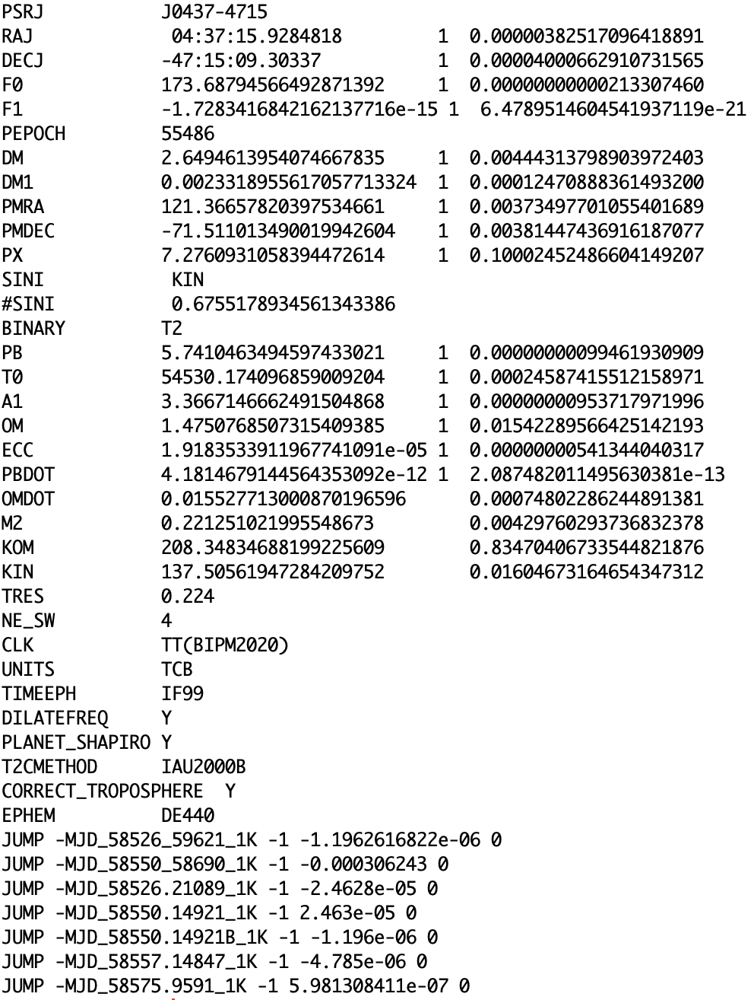 PSRJ J0437-4715
RAJ 04:37:15.9284818 1 0.00000382517096418891
DECJ -47:15:09.30337 1 0.00004000662910731565
F0 173.68794566492871392 1 0.00000000000213307460
F1 -1.7283416842162137716e-15 1 6.4789514604541937119e-21
PEPOCH 55486
DM 2.6494613954074667835 1 0.00444313798903972403
DM1 0.0023318955617057713324 1 0.00012470888361493200
PMRA 121.36657820397534661 1 0.00373497701055401689
PMDEC -71.511013490019942604 1 0.00381447436916187077
PX 7.2760931058394472614 1 0.10002452486604149207
SINI KIN
#SINI 0.6755178934561343386
BINARY T2
PB 5.7410463494597433021 1 0.00000000099461930909
T0 54530.174096859009204 1 0.00024587415512158971
A1 3.3667146662491504868 1 0.00000000953717971996
OM 1.4750768507315409385 1 0.01542289566425142193
ECC 1.9183533911967741091e-05 1 0.00000000541344040317
PBDOT 4.1814679144564353092e-12 1 2.087482011495630381e-13
OMDOT 0.015527713000870196596 0.00074802286244891381
M2 0.221251021995548673 0.00429760293736832378
KOM 208.34834688199225609 0.83470406733544821876
KIN 137.50561947284209752 0.01604673164654347312
TRES 0.224
NE_SW 4
CLK TT(BIPM2020)
UNITS TCB
TIMEEPH IF99
DILATEFREQ Y
PLANET_SHAPIRO Y
T2CMETHOD IAU2000B
CORRECT_TROPOSPHERE Y
EPHEM DE440
JUMP -MJD_58526_59621_1K -1 -1.1962616822e-06 0
JUMP -MJD_58550_58690_1K -1 -0.000306243 0
JUMP -MJD_58526.21089_1K -1 -2.4628e-05 0
JUMP -MJD_58550.14921_1K -1 2.463e-05 0
JUMP -MJD_58550.14921B_1K -1 -1.196e-06 0
JUMP -MJD_58557.14847_1K -1 -4.785e-06 0
JUMP -MJD_58575.9591_1K -1 5.981308411e-07 0